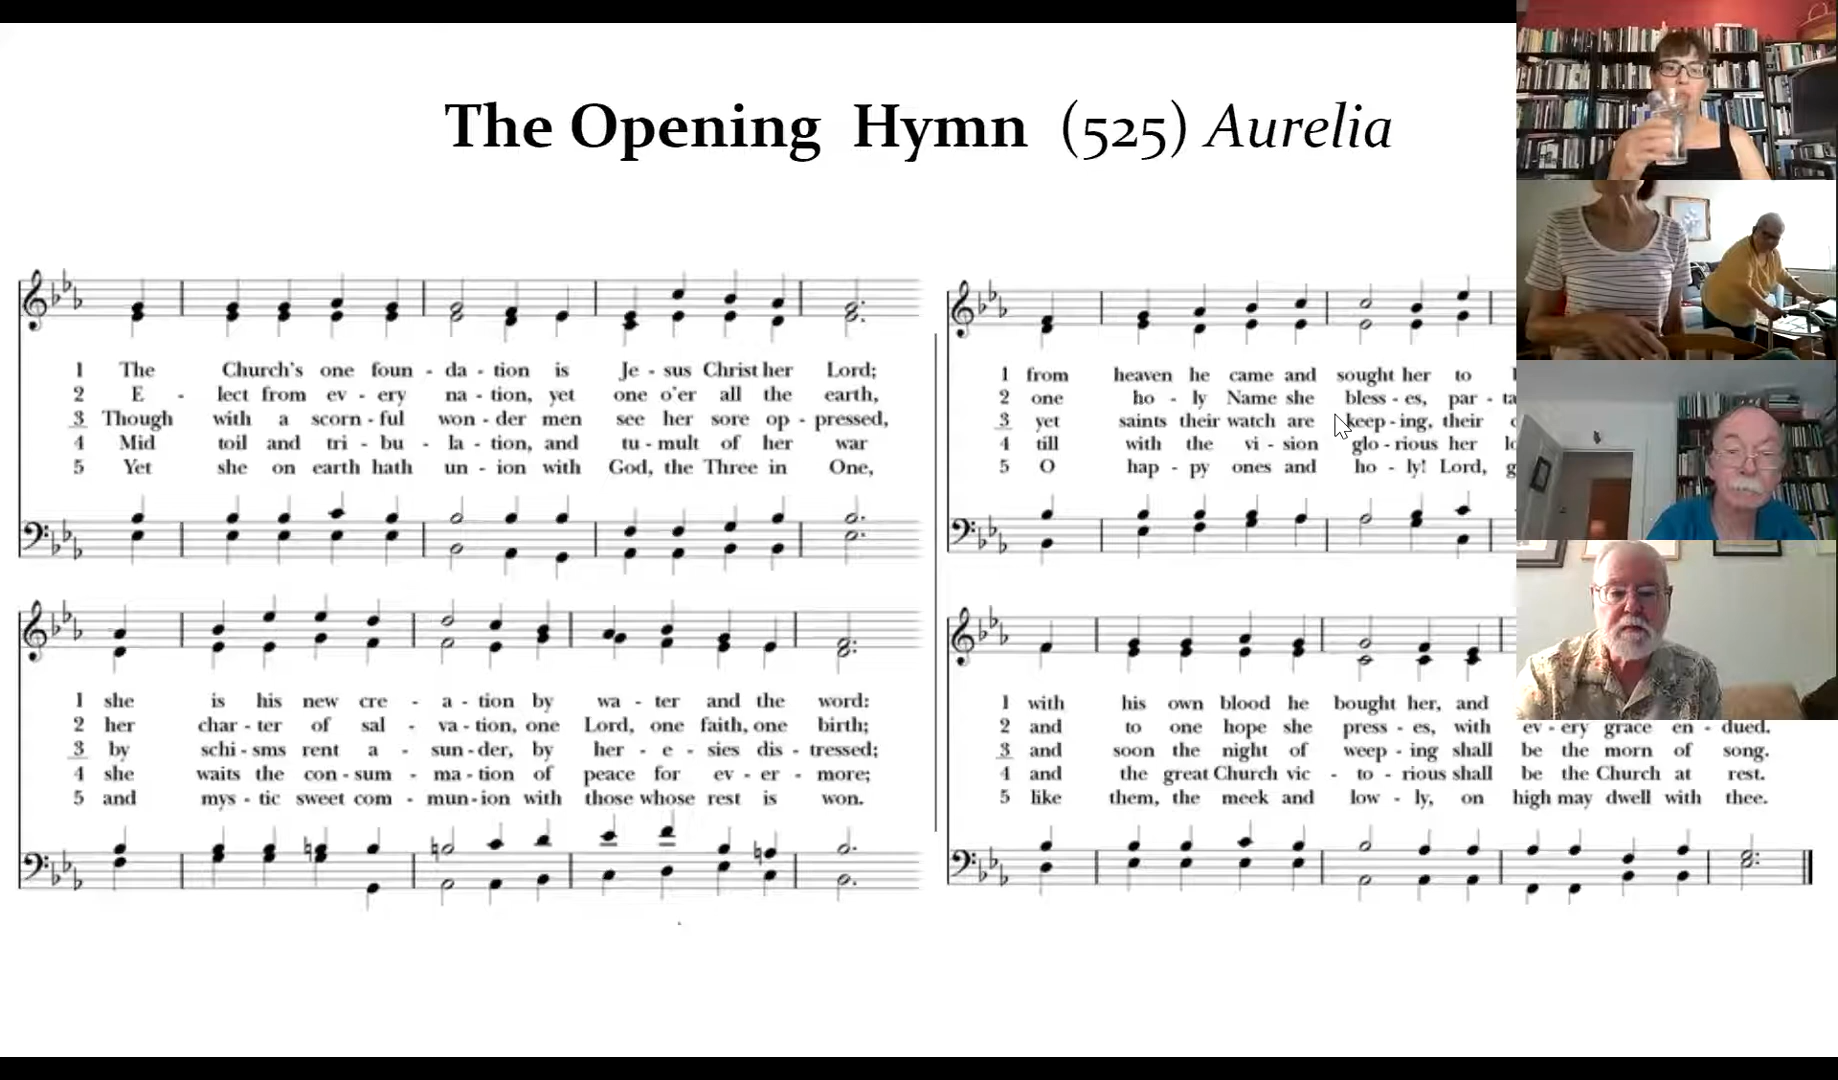 The Opening Hymn (525) Aurelia
1 The Church's one foun - da - tion is Je - sus Christ her Lord;
2 E - lect from ev - ery na - tion, yet one o'er all the earth,
3 Though with a scorn - ful won - der men see her sore op - pressed,
4 Mid toil and tri - bu - la - tion, and tu - mult of her war
5 Yet she on earth hath un - ion with God, the Three in One,
1 she is his new cre - a - tion by wa - ter and the word:
2 her char - ter of sal - va - tion, one Lord, one faith, one birth;
3 by schi - sms rent a - sun - der, by her - e - sies dis - tressed;
4 she waits the con - sum - ma - tion of peace for ev - er - more;
5 and mys - tic sweet com - mun - ion with those whose rest is won.
1 from heaven he came and sought her to
2 one ho - ly Name she bless - es, par - ta
3 yet saints their watch are keep - ing, their
4 till with the vi - sion glo - rious her
5 O hap - py ones and ho - ly! Lord,
1 with his own blood he bought her, and
2 and to one hope she press - es, with ev - ery grace en - dued.
3 and soon the night of weep - ing shall be the morn of song.
4 and the great Church vic - to - rious shall be the Church at rest.
5 like them, the meek and low - ly, on high may dwell with thee.